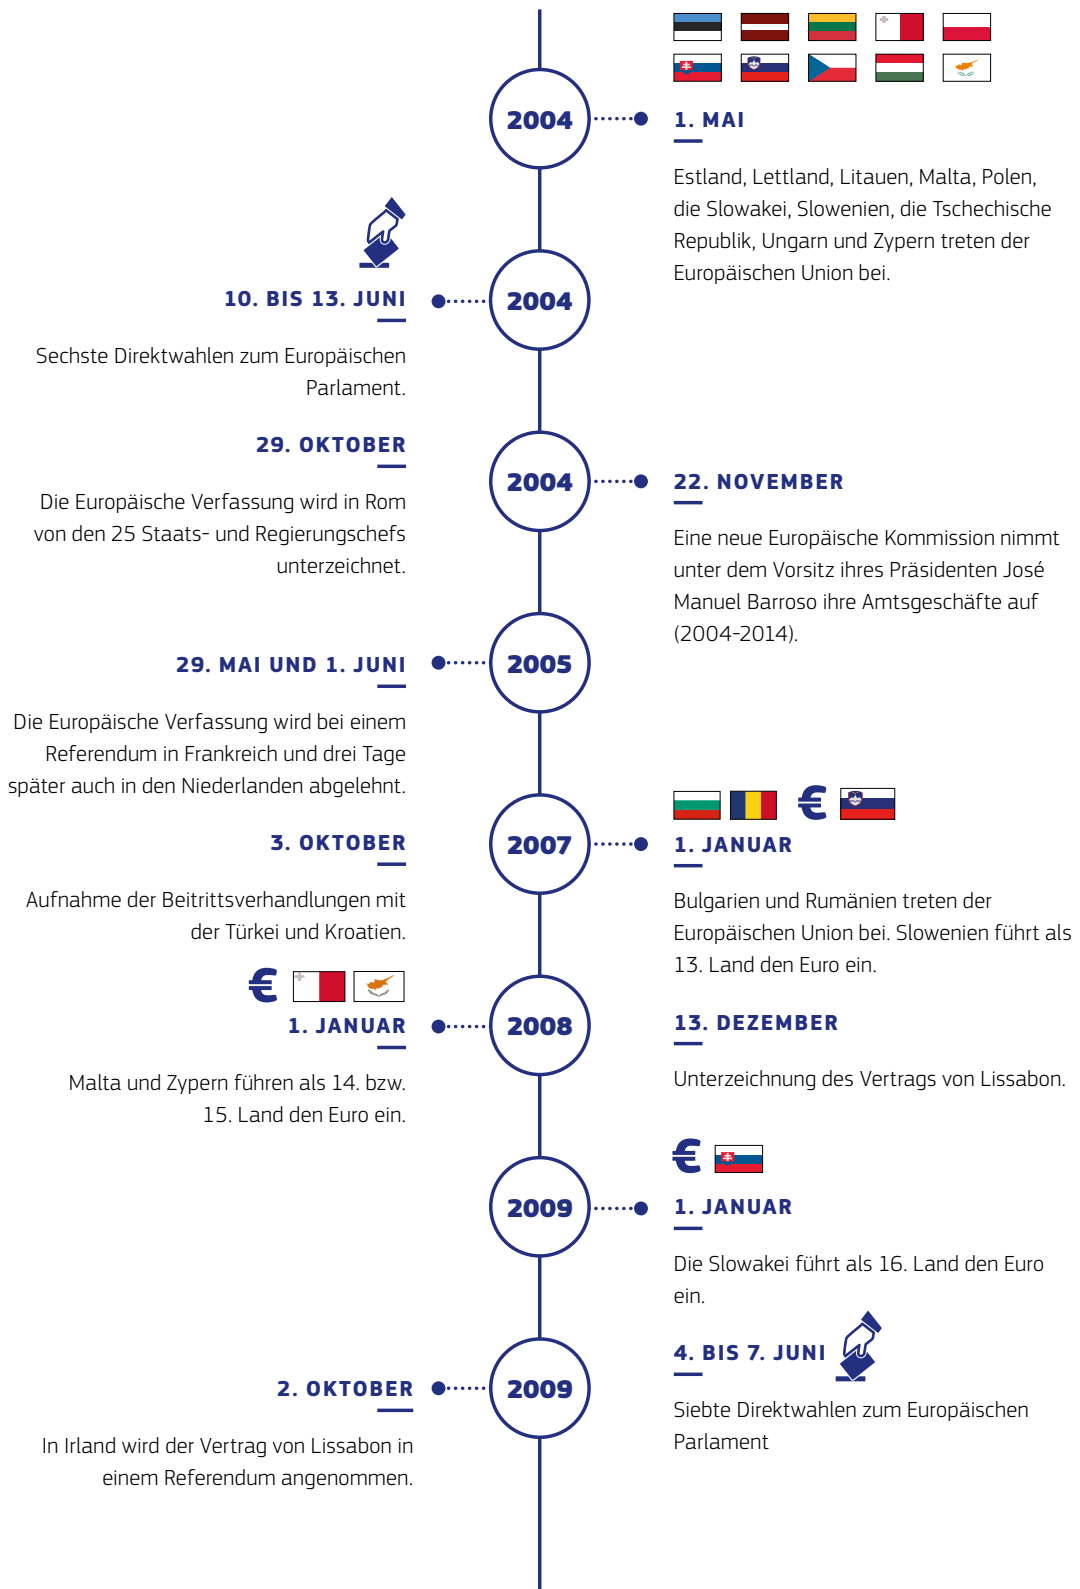 2004
1. MAI
Estland, Lettland, Litauen, Malta, Polen,
die Slowakei, Slowenien, die Tschechische
Republik, Ungarn und Zypern treten der
Europäischen Union bei.
2004
10. BIS 13. JUNI
Sechste Direktwahlen zum Europäischen
Parlament.
29. OKTOBER
Die Europäische Verfassung wird in Rom
von den 25 Staats- und Regierungschefs
unterzeichnet.
2004
22. NOVEMBER
Eine neue Europäische Kommission nimmt
unter dem Vorsitz ihres Präsidenten José
Manuel Barroso ihre Amtsgeschäfte auf
(2004-2014).
2005
29. MAI UND 1. JUNI
Die Europäische Verfassung wird bei einem
Referendum in Frankreich und drei Tage
später auch in den Niederlanden abgelehnt.
3. OKTOBER
Aufnahme der Beitrittsverhandlungen mit
der Türkei und Kroatien.
2007
€
1. JANUAR
Bulgarien und Rumänien treten der
Europäischen Union bei. Slowenien führt als
13. Land den Euro ein.
13. DEZEMBER
Unterzeichnung des Vertrags von Lissabon.
2008
€
1. JANUAR
Malta und Zypern führen als 14. bzw.
15. Land den Euro ein.
2009
€
1. JANUAR
Die Slowakei führt als 16. Land den Euro
ein.
4. BIS 7. JUNI
Siebte Direktwahlen zum Europäischen
Parlament
2009
2. OKTOBER
In Irland wird der Vertrag von Lissabon in
einem Referendum angenommen.